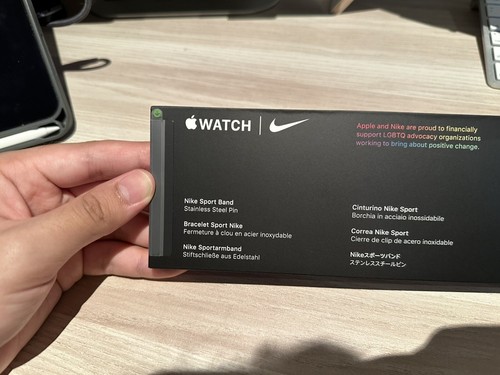 WATCH
Apple and Nike are proud to financially
support LGBTQ advocacy organizations
working to bring about positive change.
Nike Sport Band
Stainless Steel Pin
Bracelet Sport Nike
Fermeture à clou en acier inoxydable
Nike Sportarmband
Stiftschließe aus Edelstahl
Cinturino Nike Sport
Borchia in acciaio inossidabile
Correa Nike Sport
Cierre de clip de acero inoxidable
Nikeスポーツバンド
ステンレススチールピン